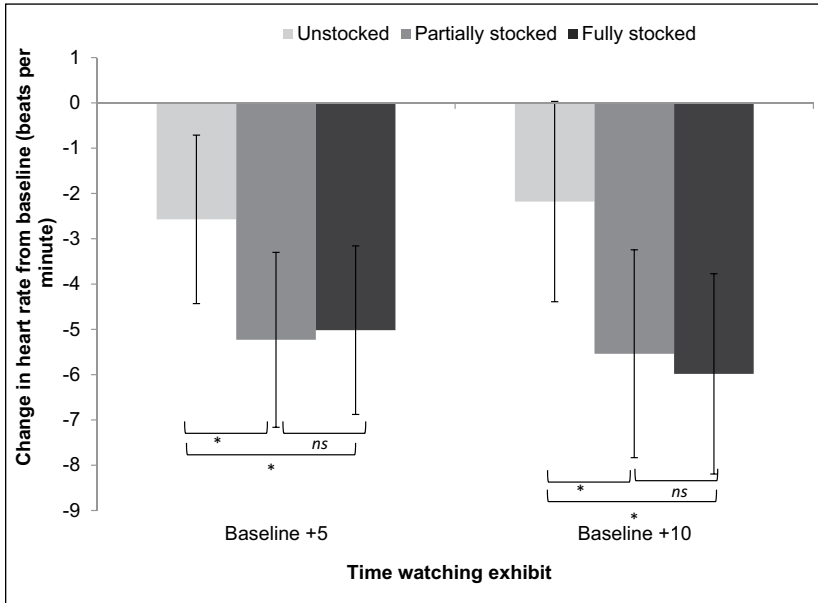 Unstocked Partially stocked Fully stocked
Change in heart rate from baseline (beats per
minute)
1
0
-1
-2
-3
-4
-5
-6
-7
-8
-9
* ns
*
* ns
*
Baseline +5 Baseline +10
Time watching exhibit